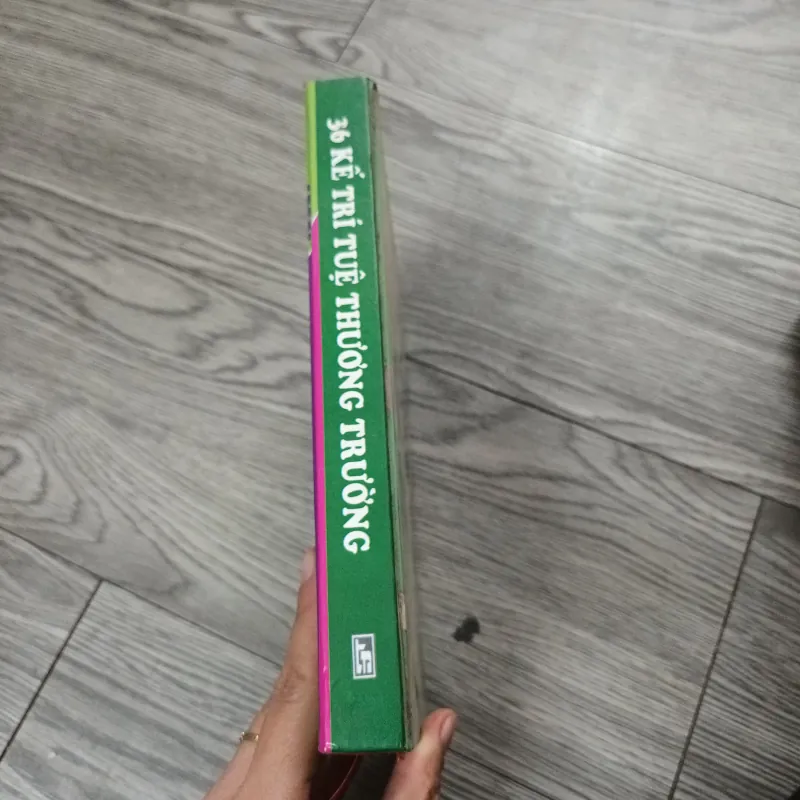 36 KẾ TRÍ TUỆ THƯƠNG TRƯỜNG